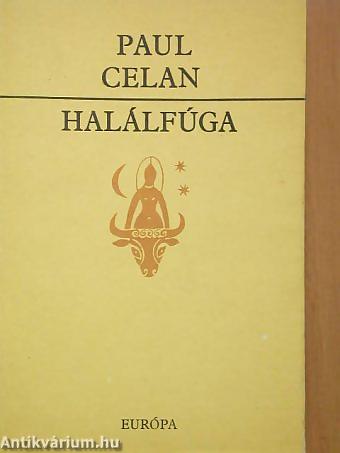 PAUL
CELAN
HALÁLFÚGA
EURÓPA
Antikvárium.hu